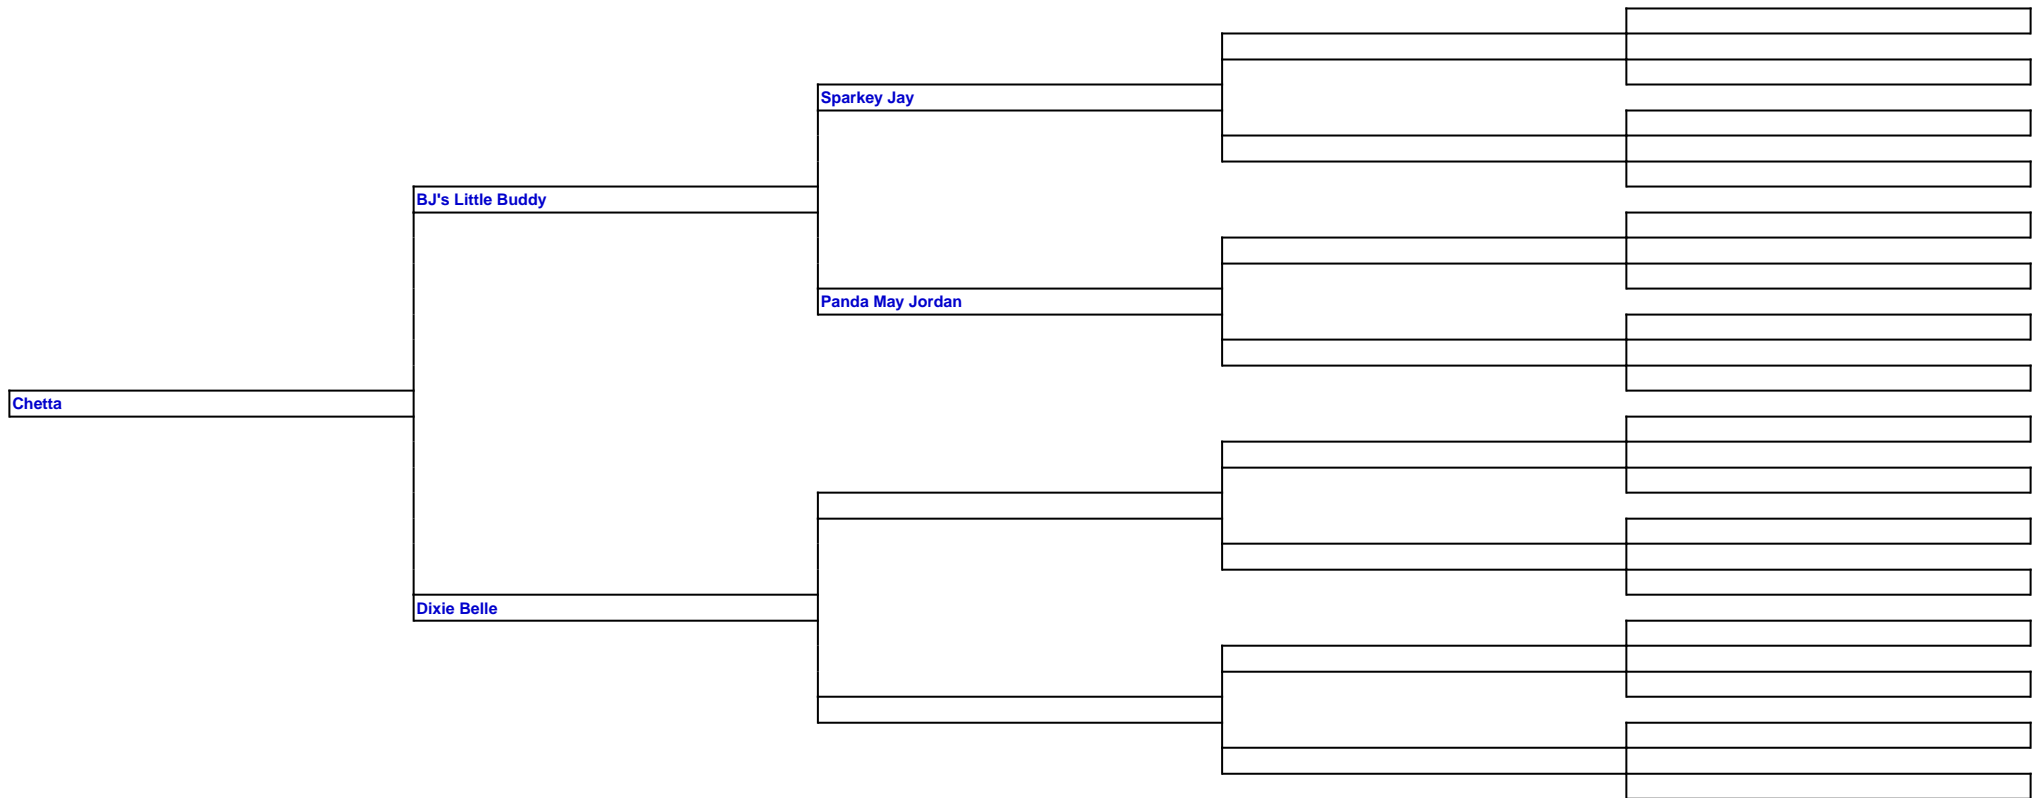 Sparkey Jay
BJ's Little Buddy
Panda May Jordan
Chetta
Dixie Belle